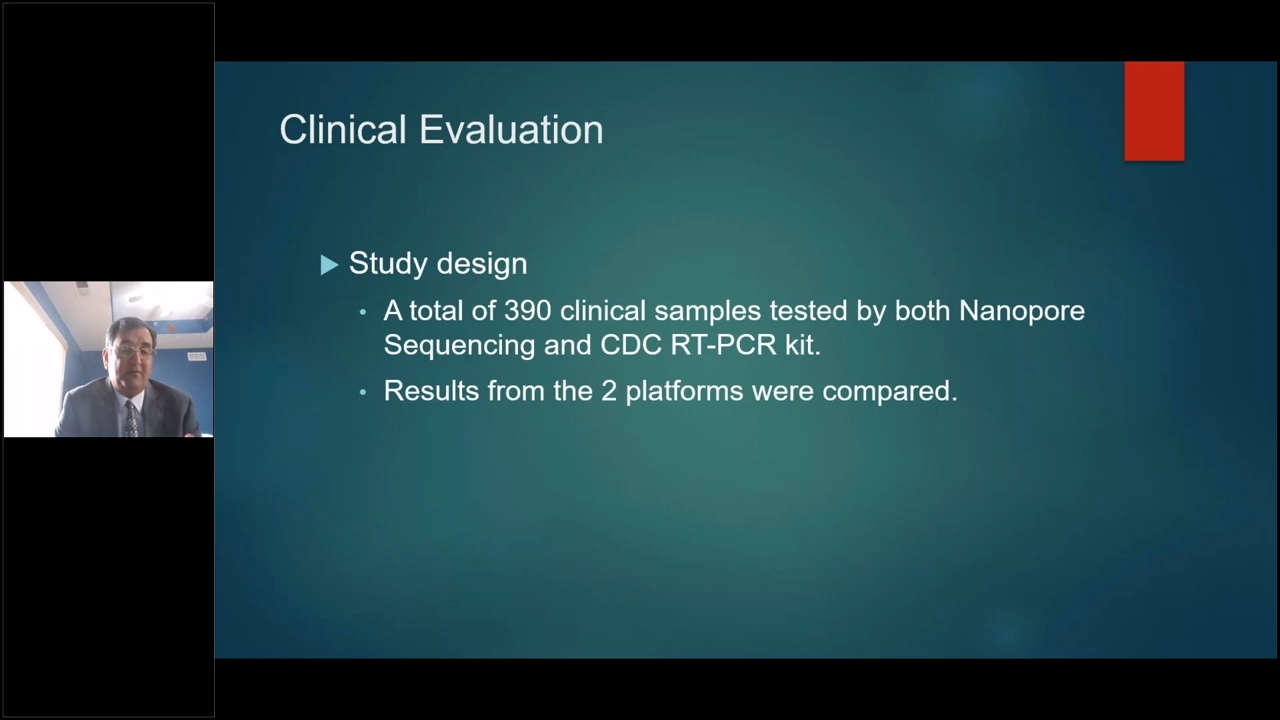 Clinical Evaluation
Study design
A total of 390 clinical samples tested by both Nanopore
Sequencing and CDC RT-PCR kit.
Results from the 2 platforms were compared.